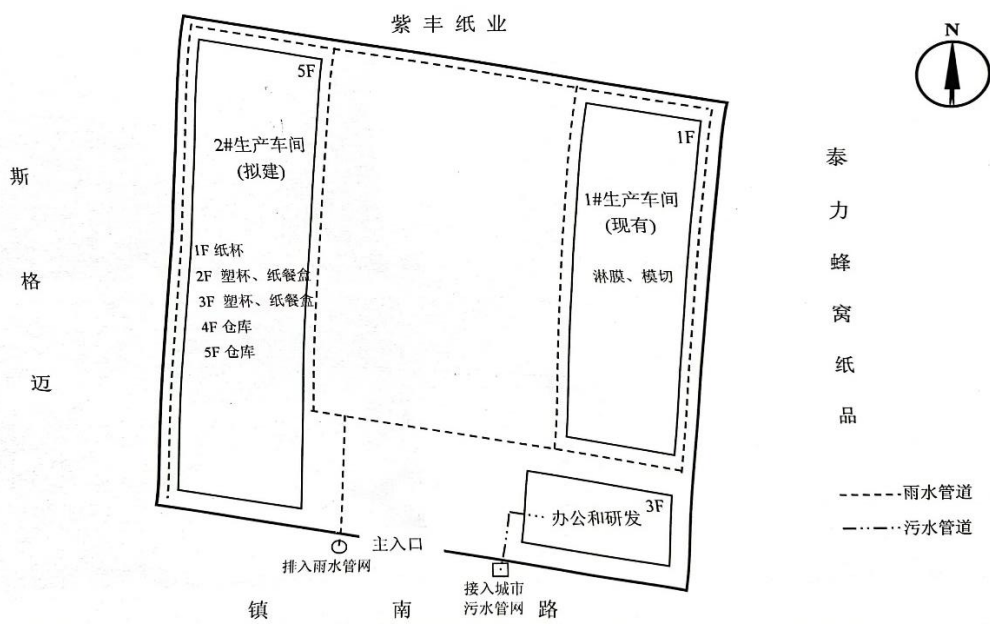 紫丰纸业
N
5F
2#生产车间
(拟建)
1F 纸杯
2F 塑杯、纸餐盒
3F 塑杯、纸餐盒
4F 仓库
5F 仓库
1F
1#生产车间
(现有)
淋膜、模切
斯格迈
泰力蜂窝纸品
雨水管道
污水管道
3F
办公和研发
主入口
排入雨水管网
接入城市
污水管网
镇南路